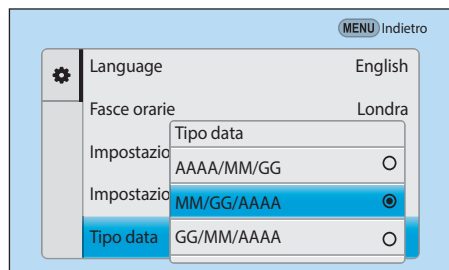 MENU Indietro
Language English
Fasce orarie Londra
Tipo data
Impostazio
AAAA/MM/GG
Impostazio
MM/GG/AAAA
Tipo data
GG/MM/AAAA